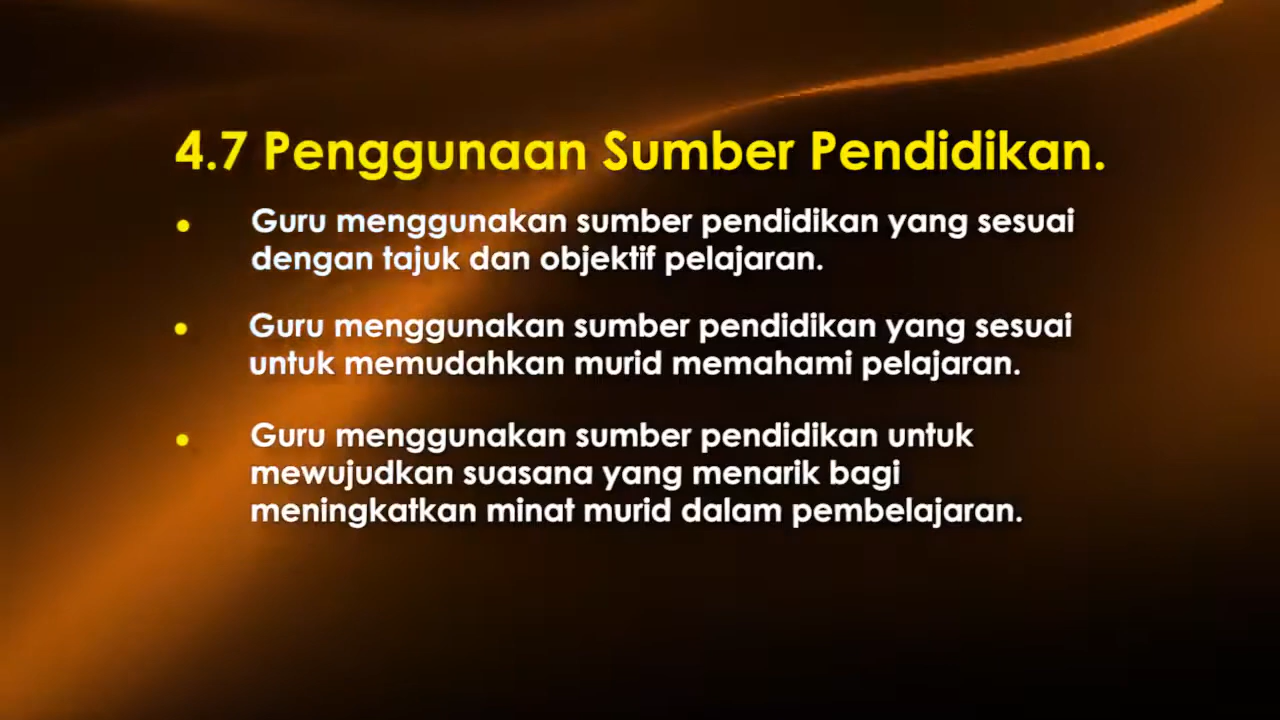 4.7 Penggunaan Sumber Pendidikan.
• Guru menggunakan sumber pendidikan yang sesuai
dengan tajuk dan objektif pelajaran.
• Guru menggunakan sumber pendidikan yang sesuai
untuk memudahkan murid memahami pelajaran.
• Guru menggunakan sumber pendidikan untuk
mewujudkan suasana yang menarik bagi
meningkatkan minat murid dalam pembelajaran.